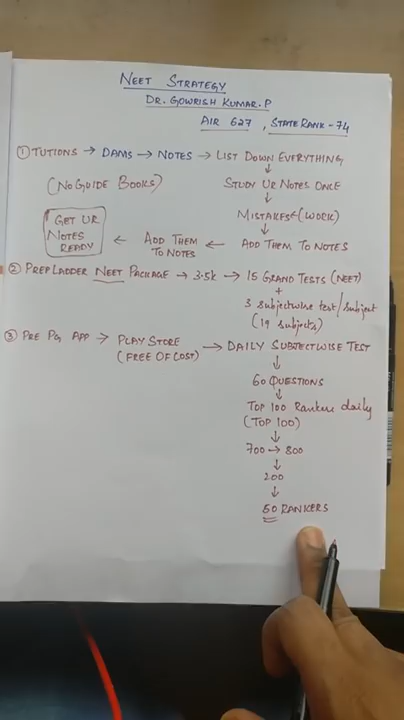 NEET STRATEGY
DR. GOWRISH KUMAR.P
AIR 627, STATE RANK-74
① TUTIONS → DAMS → NOTES → LIST DOWN EVERYTHING
↓
(NO GUIDE BOOKS) STUDY UR NOTES ONCE
↓
MISTAKES ← (WORK)
↓
GET UR NOTES READY ← ADD THEM TO NOTES ← ADD THEM TO NOTES
② PREPLADDER NEET PACKAGE → 3.5k → 15 GRAND TESTS (NEET)
+
3 subjectwise test/subject
(19 subjects)
③ PRE PG APP → PLAY STORE (FREE OF COST) → DAILY SUBJECTWISE TEST
↓
60 QUESTIONS
↓
TOP 100 Rankers daily
(TOP 100)
↓
700 → 800
↓
200
↓
50 RANKERS